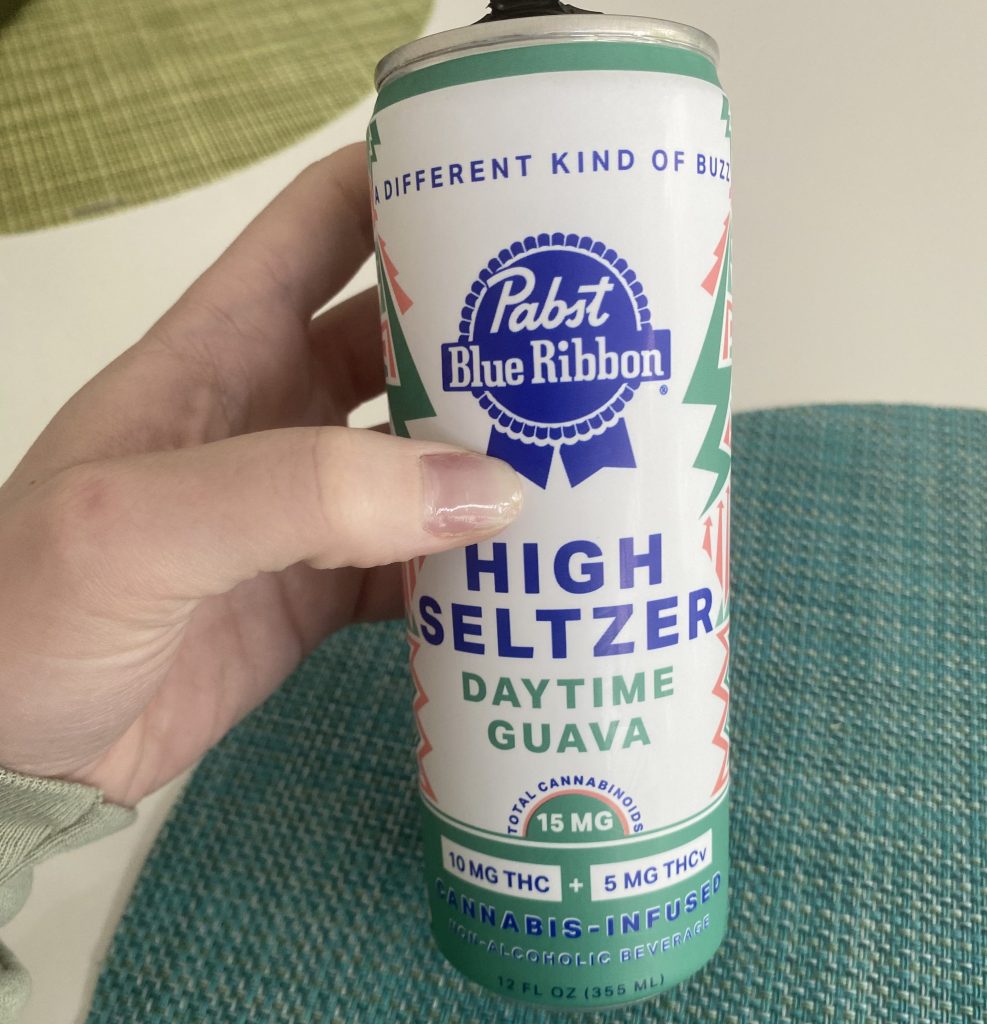 A DIFFERENT KIND OF BUZZ
Pabst
Blue Ribbon®
HIGH
SELTZER
DAYTIME
GUAVA
TOTAL CANNABINOIDS
15 MG
10 MG THC + 5 MG THCv
CANNABIS-INFUSED
NON-ALCOHOLIC BEVERAGE
12 FL OZ (355 ML)